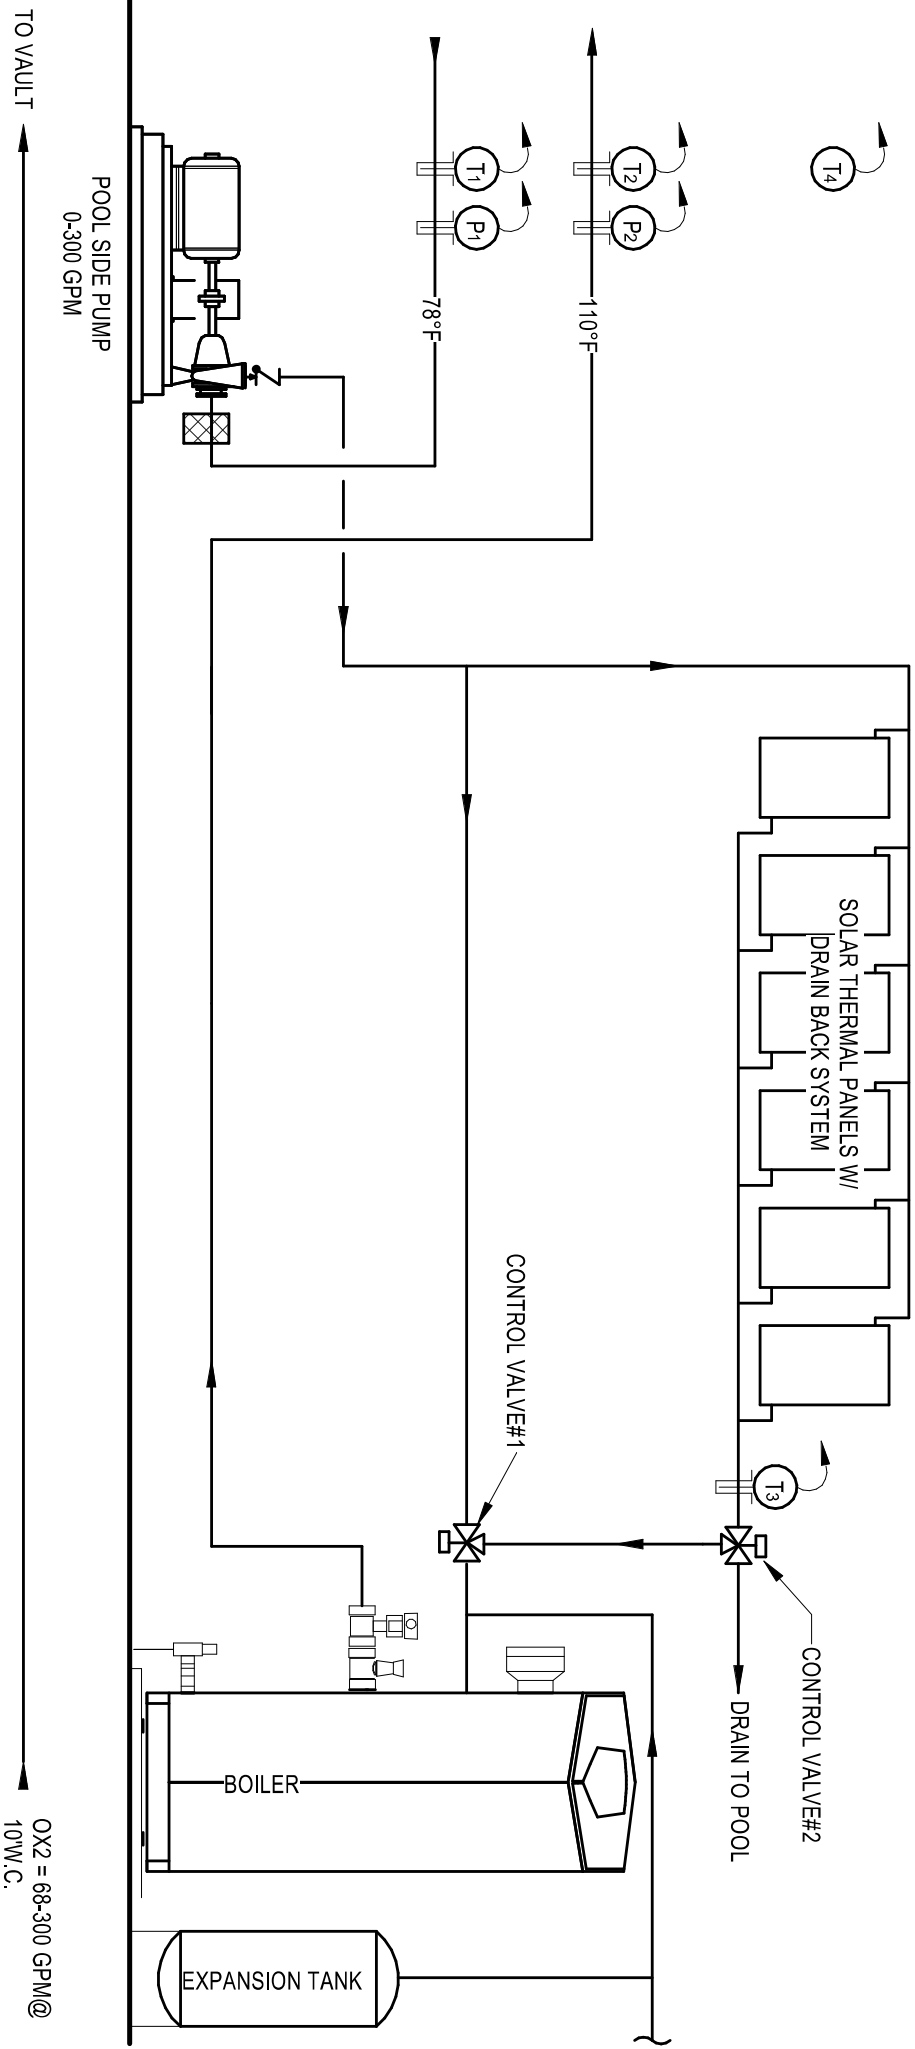 T4
T2
P2
T1
P1
110°F
78°F
POOL SIDE PUMP
0-300 GPM
TO VAULT
SOLAR THERMAL PANELS W/
DRAIN BACK SYSTEM
T3
CONTROL VALVE#1
CONTROL VALVE#2
DRAIN TO POOL
BOILER
EXPANSION TANK
OX2 = 68-300 GPM@
10'W.C.